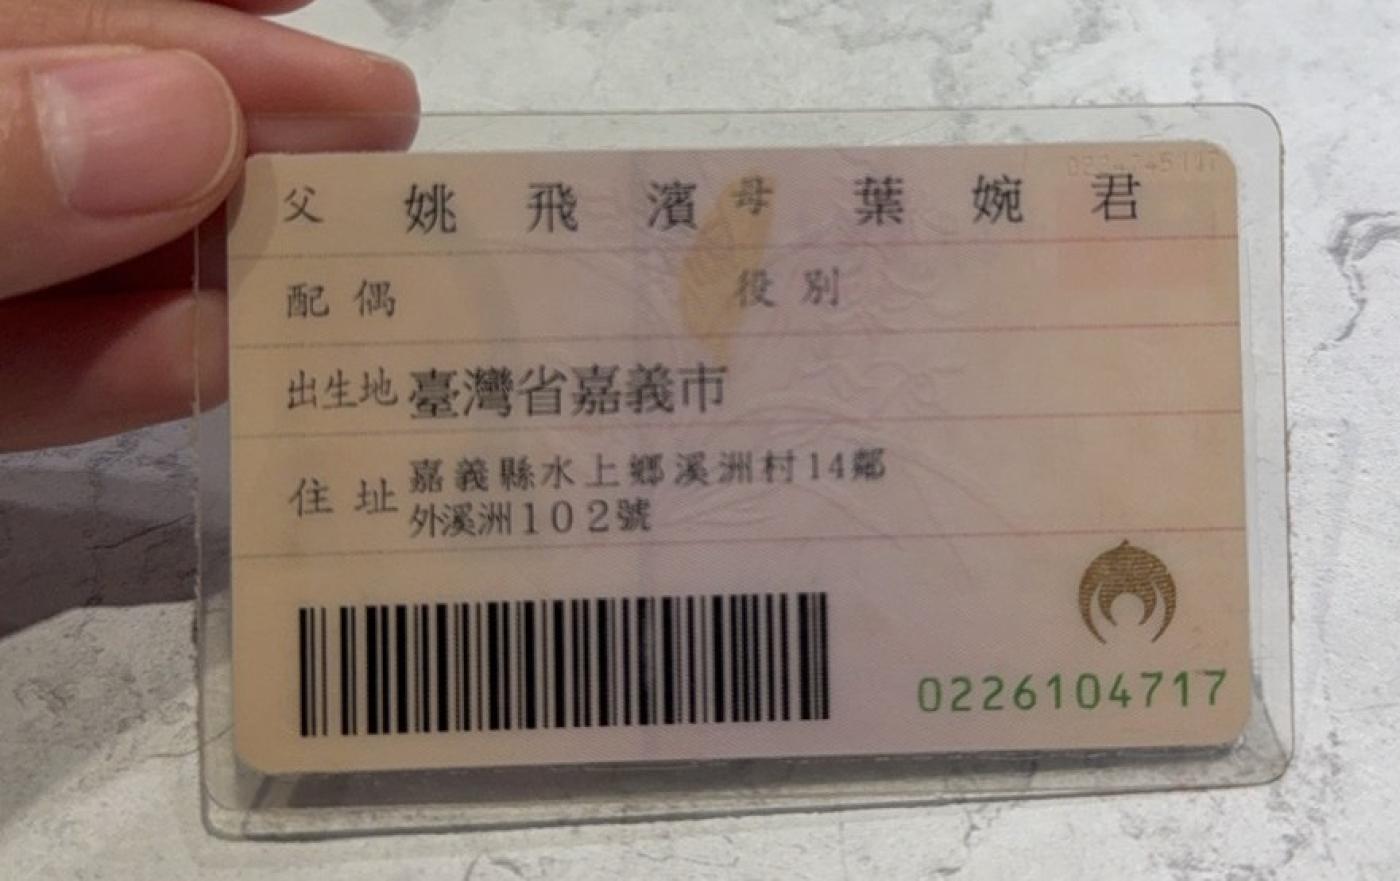 父 姚飛濱 母 葉婉君
配偶 役別
出生地 臺灣省嘉義市
住址 嘉義縣水上鄉溪洲村14鄰
外溪洲102號
0226104717